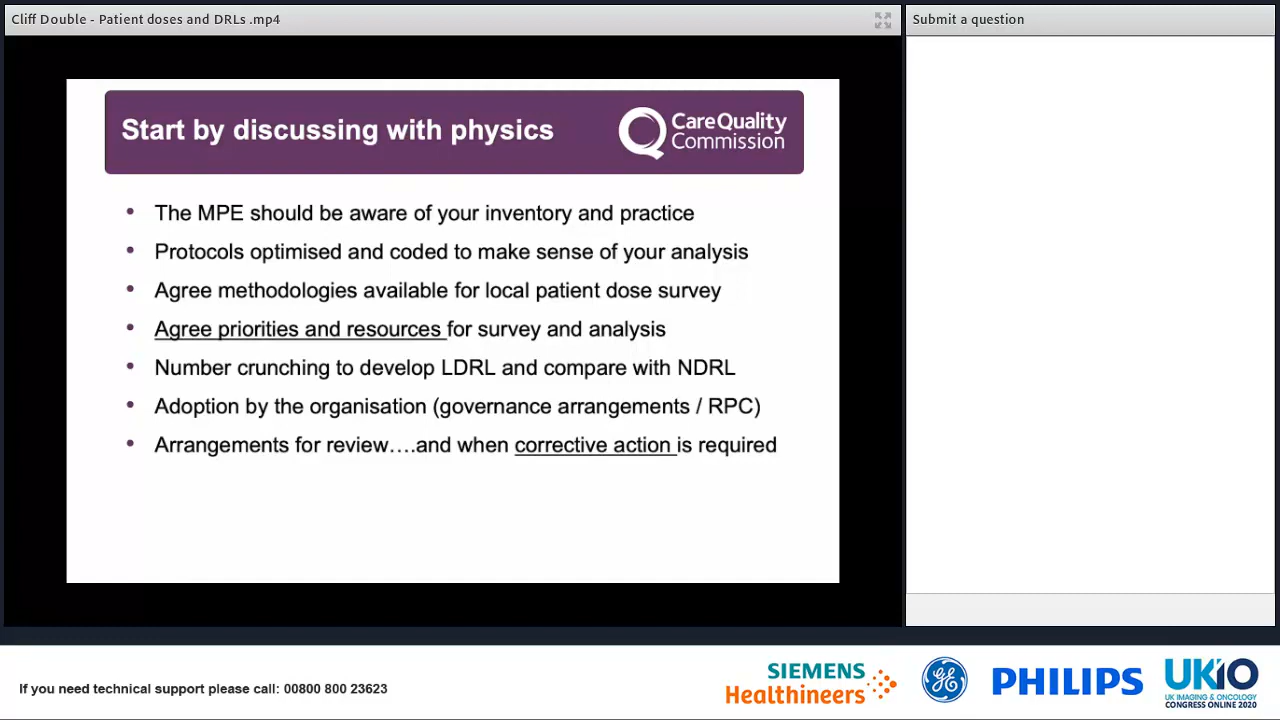 Cliff Double - Patient doses and DRLs .mp4
Submit a question
Start by discussing with physics
CareQuality
Commission
• The MPE should be aware of your inventory and practice
• Protocols optimised and coded to make sense of your analysis
• Agree methodologies available for local patient dose survey
• Agree priorities and resources for survey and analysis
• Number crunching to develop LDRL and compare with NDRL
• Adoption by the organisation (governance arrangements / RPC)
• Arrangements for review….and when corrective action is required
If you need technical support please call: 00800 800 23623
SIEMENS
Healthineers
GE
PHILIPS
UKIO
UK IMAGING & ONCOLOGY
CONGRESS ONLINE 2020